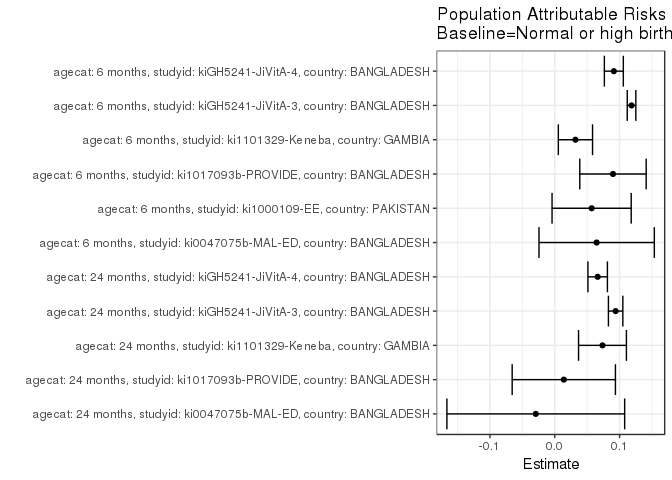 Population Attributable Risks
Baseline=Normal or high birth
agecat: 6 months, studyid: kiGH5241-JiVitA-4, country: BANGLADESH
agecat: 6 months, studyid: kiGH5241-JiVitA-3, country: BANGLADESH
agecat: 6 months, studyid: ki1101329-Keneba, country: GAMBIA
agecat: 6 months, studyid: ki1017093b-PROVIDE, country: BANGLADESH
agecat: 6 months, studyid: ki1000109-EE, country: PAKISTAN
agecat: 6 months, studyid: ki0047075b-MAL-ED, country: BANGLADESH
agecat: 24 months, studyid: kiGH5241-JiVitA-4, country: BANGLADESH
agecat: 24 months, studyid: kiGH5241-JiVitA-3, country: BANGLADESH
agecat: 24 months, studyid: ki1101329-Keneba, country: GAMBIA
agecat: 24 months, studyid: ki1017093b-PROVIDE, country: BANGLADESH
agecat: 24 months, studyid: ki0047075b-MAL-ED, country: BANGLADESH
-0.1 0.0 0.1
Estimate